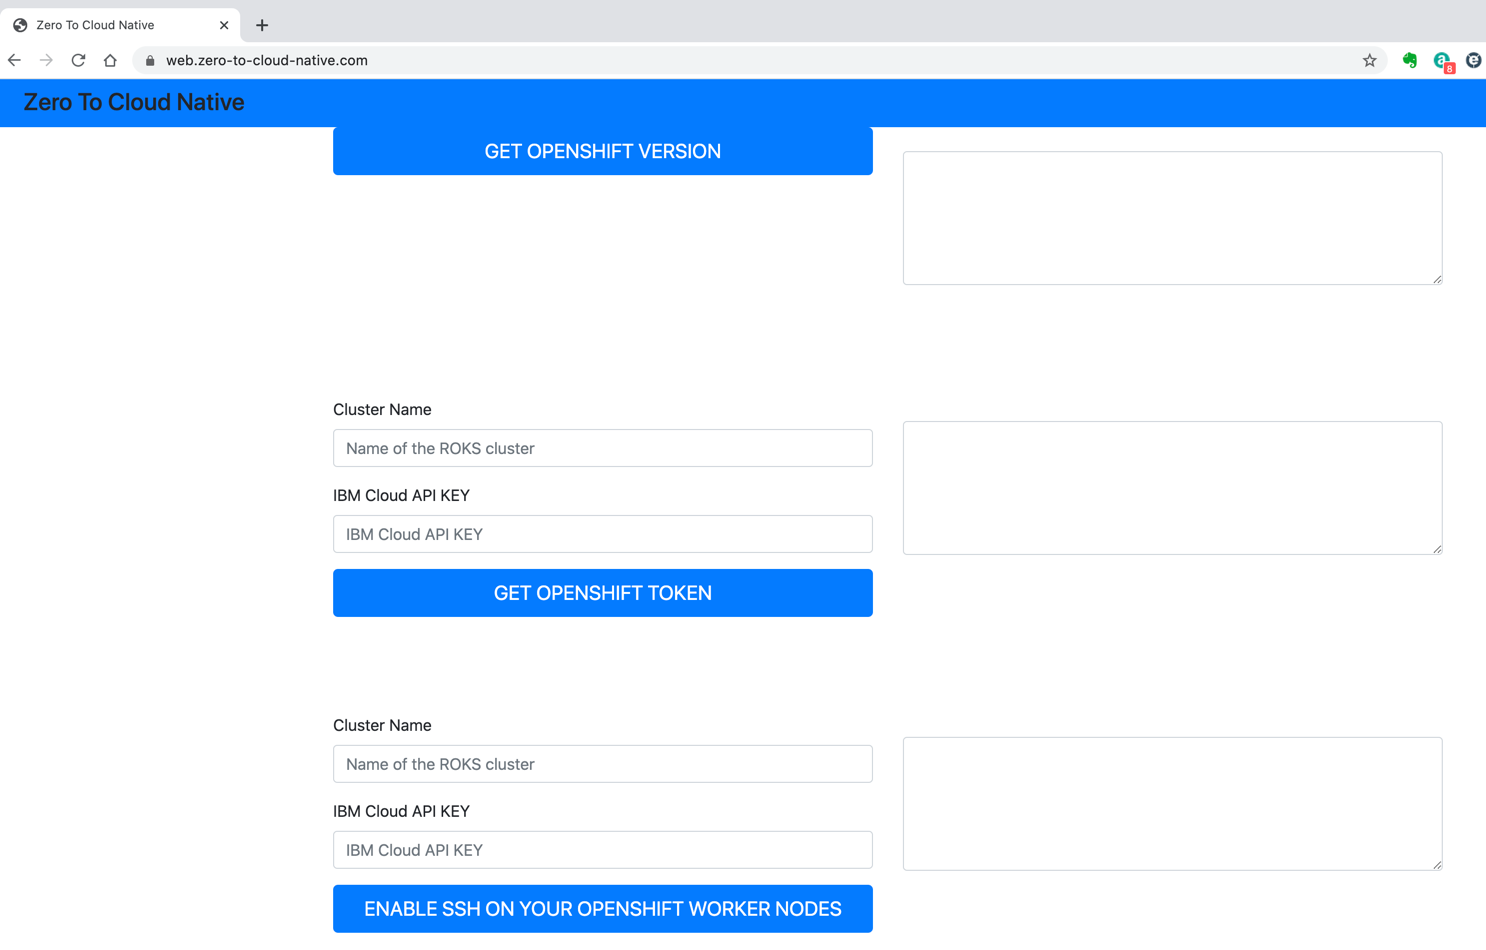 Zero To Cloud Native
web.zero-to-cloud-native.com
8
Zero To Cloud Native
GET OPENSHIFT VERSION
Cluster Name
Name of the ROKS cluster
IBM Cloud API KEY
IBM Cloud API KEY
GET OPENSHIFT TOKEN
Cluster Name
Name of the ROKS cluster
IBM Cloud API KEY
IBM Cloud API KEY
ENABLE SSH ON YOUR OPENSHIFT WORKER NODES